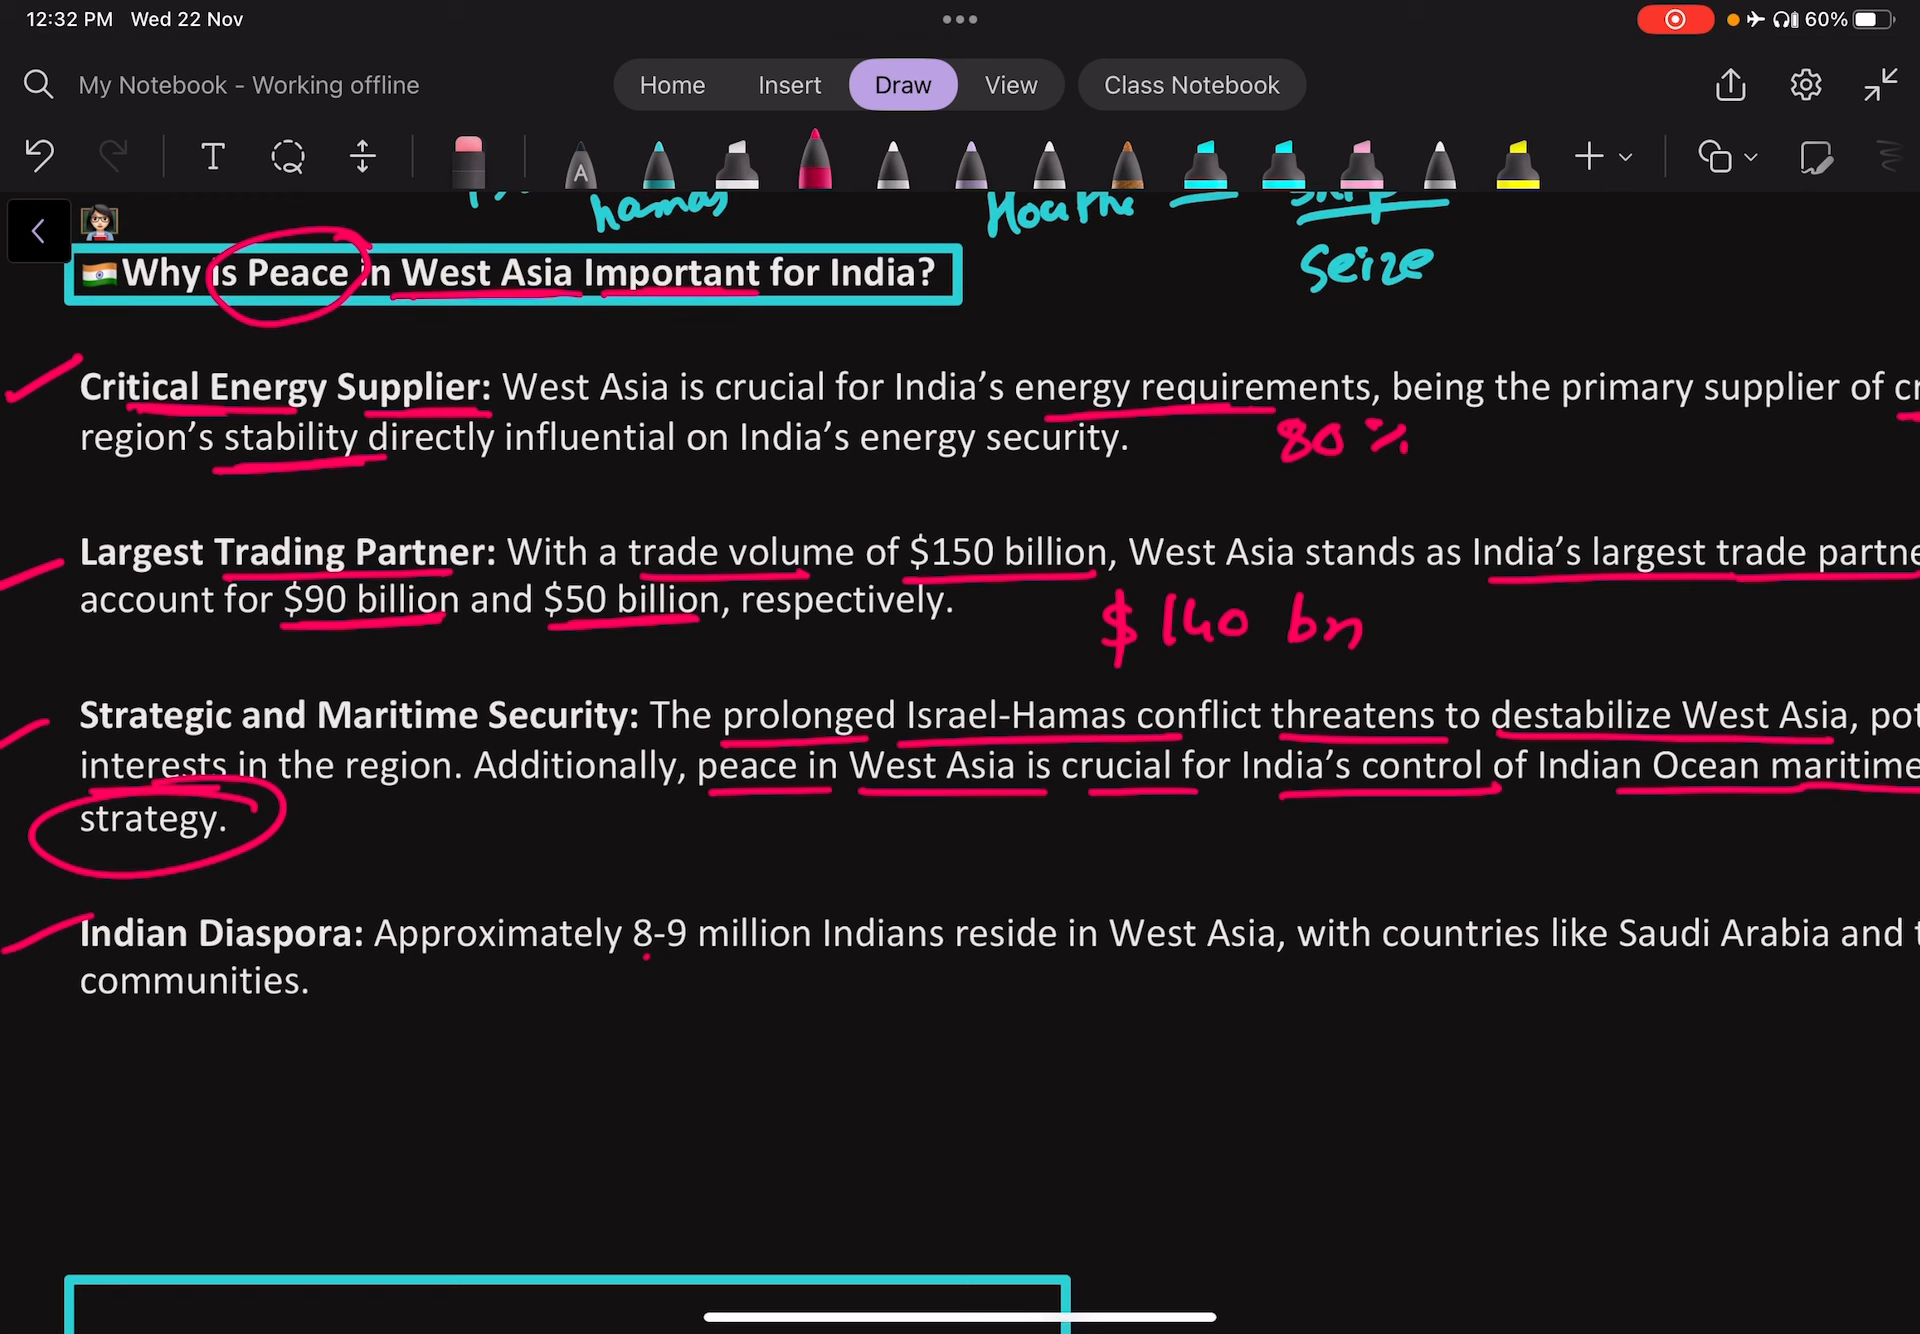 12:32 PM Wed 22 Nov
60%
My Notebook - Working offline
Home Insert Draw View Class Notebook
T A
hamas
Seize
Why is Peace in West Asia Important for India?
Critical Energy Supplier: West Asia is crucial for India’s energy requirements, being the primary supplier of cr
region’s stability directly influential on India’s energy security.
80%
Largest Trading Partner: With a trade volume of $150 billion, West Asia stands as India’s largest trade partne
account for $90 billion and $50 billion, respectively.
$ 140 bn
Strategic and Maritime Security: The prolonged Israel-Hamas conflict threatens to destabilize West Asia, pot
interests in the region. Additionally, peace in West Asia is crucial for India’s control of Indian Ocean maritime
strategy.
Indian Diaspora: Approximately 8-9 million Indians reside in West Asia, with countries like Saudi Arabia and t
communities.